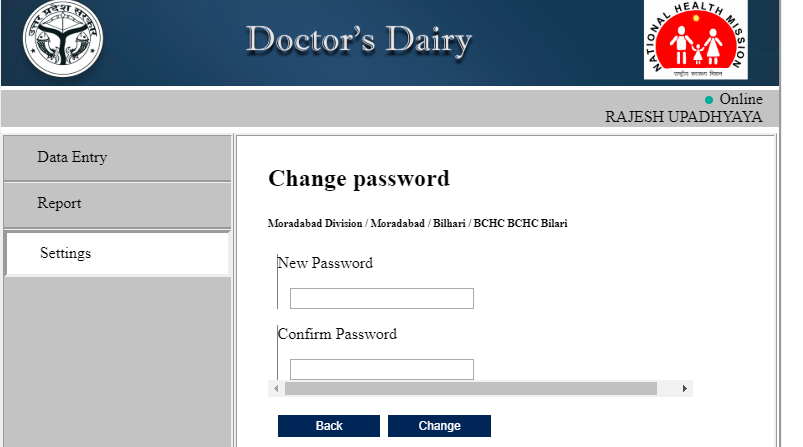 उत्तर प्रदेश सरकार
Doctor's Dairy
NATIONAL HEALTH MISSION
राष्ट्रीय स्वास्थ्य मिशन
Online
RAJESH UPADHYAYA
Data Entry
Report
Settings
Change password
Moradabad Division / Moradabad / Bilhari / BCHC BCHC Bilari
New Password
Confirm Password
Back Change